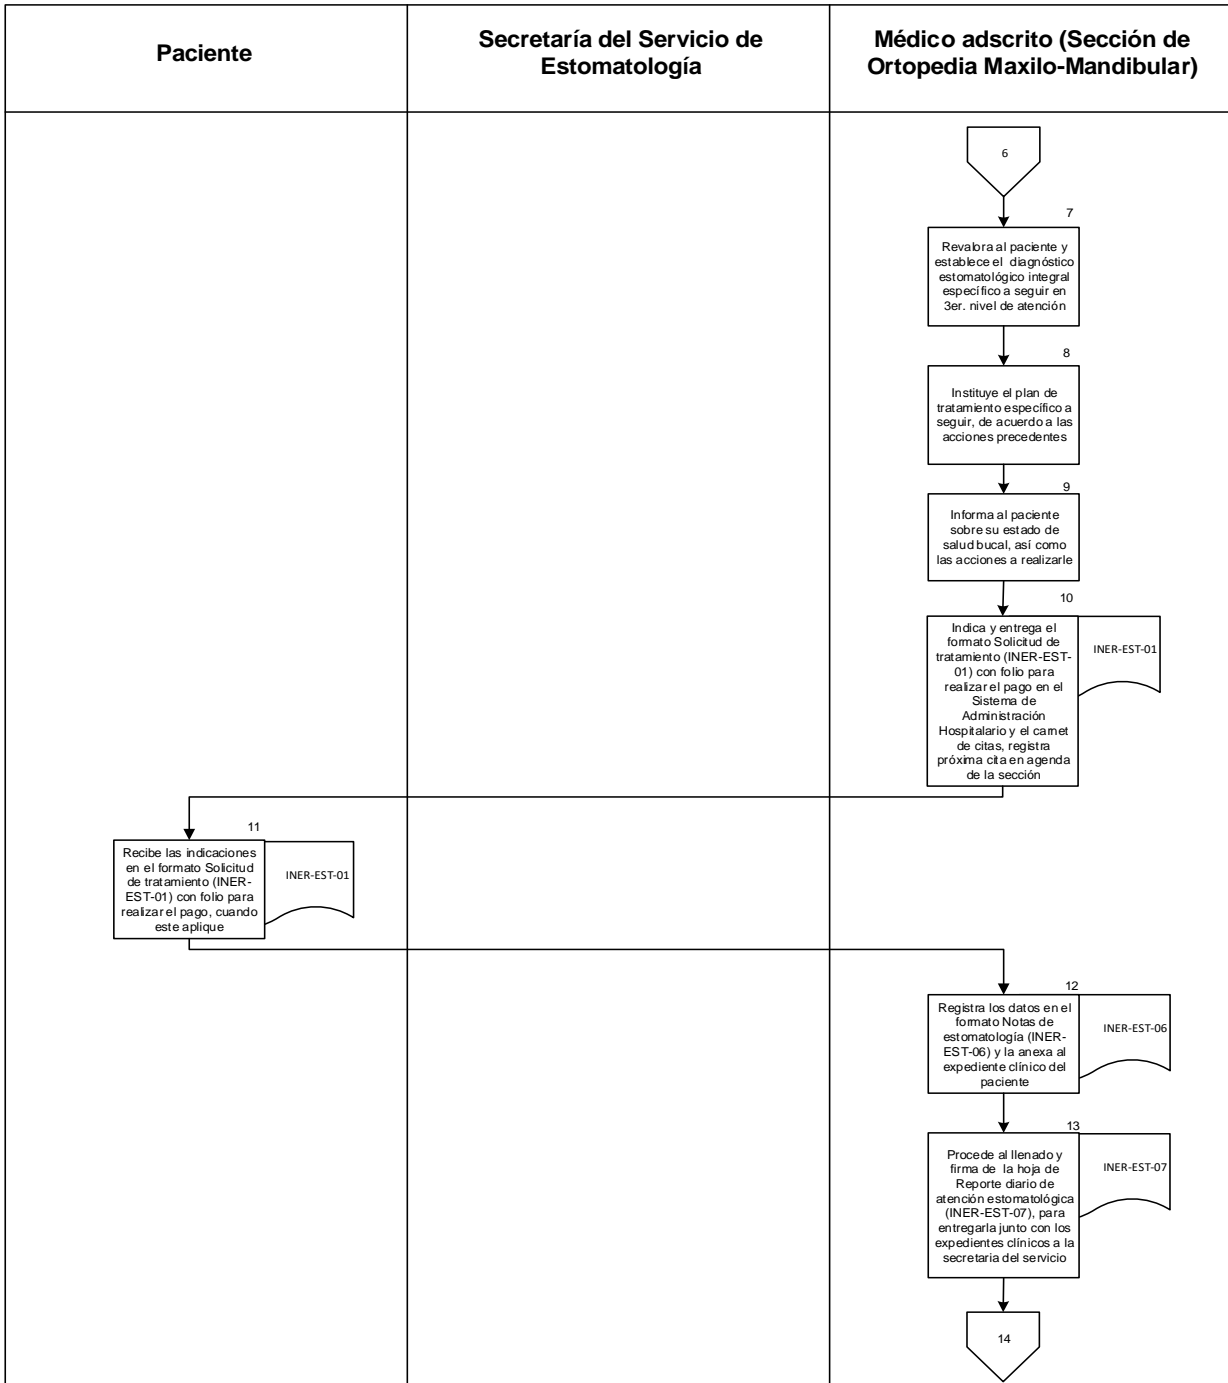 Paciente
Secretaría del Servicio de
Estomatología
Médico adscrito (Sección de
Ortopedia Maxilo-Mandibular)
6
7
Revalora al paciente y
establece el diagnóstico
estomatológico integral
específico a seguir en
3er. nivel de atención
8
Instituye el plan de
tratamiento específico a
seguir, de acuerdo a las
acciones precedentes
9
Informa al paciente
sobre su estado de
salud bucal, así como
las acciones a realizarle
10
Indica y entrega el
formato Solicitud de
tratamiento (INER-EST-
01) con folio para
realizar el pago en el
Sistema de
Administración
Hospitalario y el carnet
de citas, registra
próxima cita en agenda
de la sección
INER-EST-01
11
Recibe las indicaciones
en el formato Solicitud
de tratamiento (INER-
EST-01) con folio para
realizar el pago, cuando
este aplique
INER-EST-01
12
Registra los datos en el
formato Notas de
estomatología (INER-
EST-06) y la anexa al
expediente clínico del
paciente
INER-EST-06
13
Procede al llenado y
firma de la hoja de
Reporte diario de
atención estomatológica
(INER-EST-07), para
entregarla junto con los
expedientes clínicos a la
secretaria del servicio
INER-EST-07
14